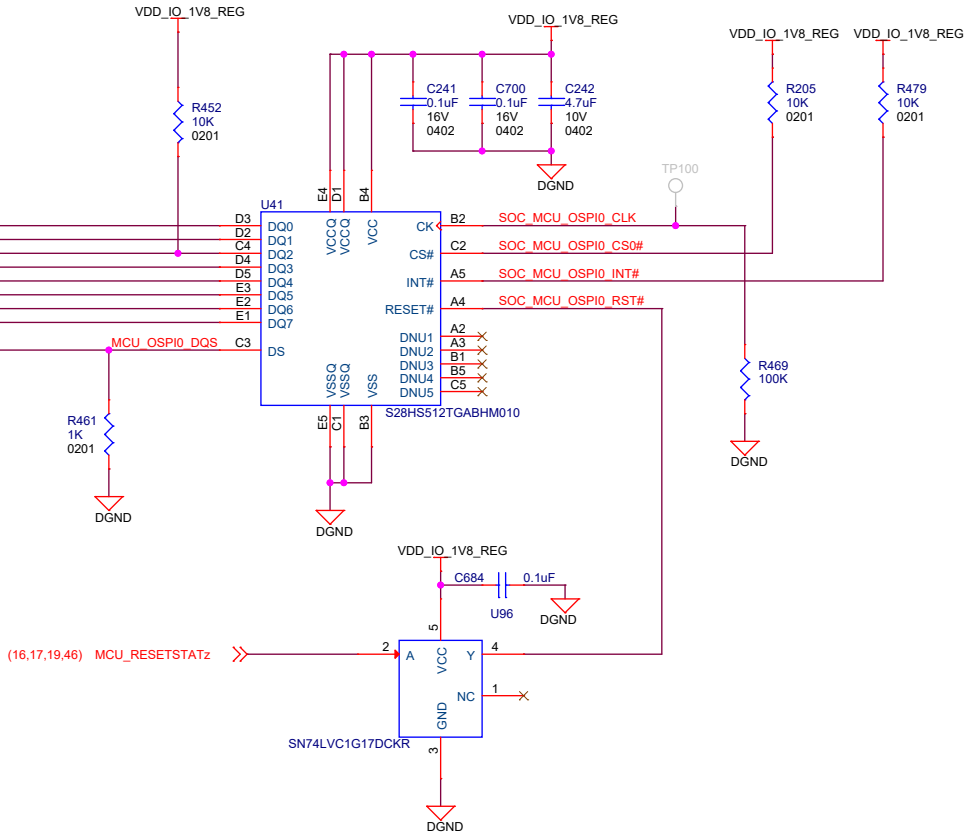 VDD_IO_1V8_REG
VDD_IO_1V8_REG
VDD_IO_1V8_REG
VDD_IO_1V8_REG
R452
10K
0201
C241
0.1uF
16V
0402
C700
0.1uF
16V
0402
C242
4.7uF
10V
0402
R205
10K
0201
R479
10K
0201
DGND
TP100
E4
D1
B4
U41
D3
D2
C4
D4
D5
E3
E2
E1
MCU_OSPI0_DQS
C3
DQ0
DQ1
DQ2
DQ3
DQ4
DQ5
DQ6
DQ7
DS
VCCQ
VCCQ
VCC
CK
CS#
INT#
RESET#
DNU1
DNU2
DNU3
DNU4
DNU5
VSSQ
VSSQ
VSS
B2
SOC_MCU_OSPI0_CLK
C2
SOC_MCU_OSPI0_CS0#
A5
SOC_MCU_OSPI0_INT#
A4
SOC_MCU_OSPI0_RST#
A2
A3
B1
B5
C5
S28HS512TGABHM010
E5
C1
B3
R469
100K
DGND
R461
1K
0201
DGND
DGND
VDD_IO_1V8_REG
C684
0.1uF
U96
DGND
5
(16,17,19,46)
MCU_RESETSTATz
2
A
VCC
Y
4
NC
1
GND
SN74LVC1G17DCKR
3
DGND